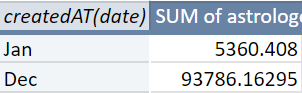 createdAT(date) SUM of astrologe
Jan 5360.408
Dec 93786.16295